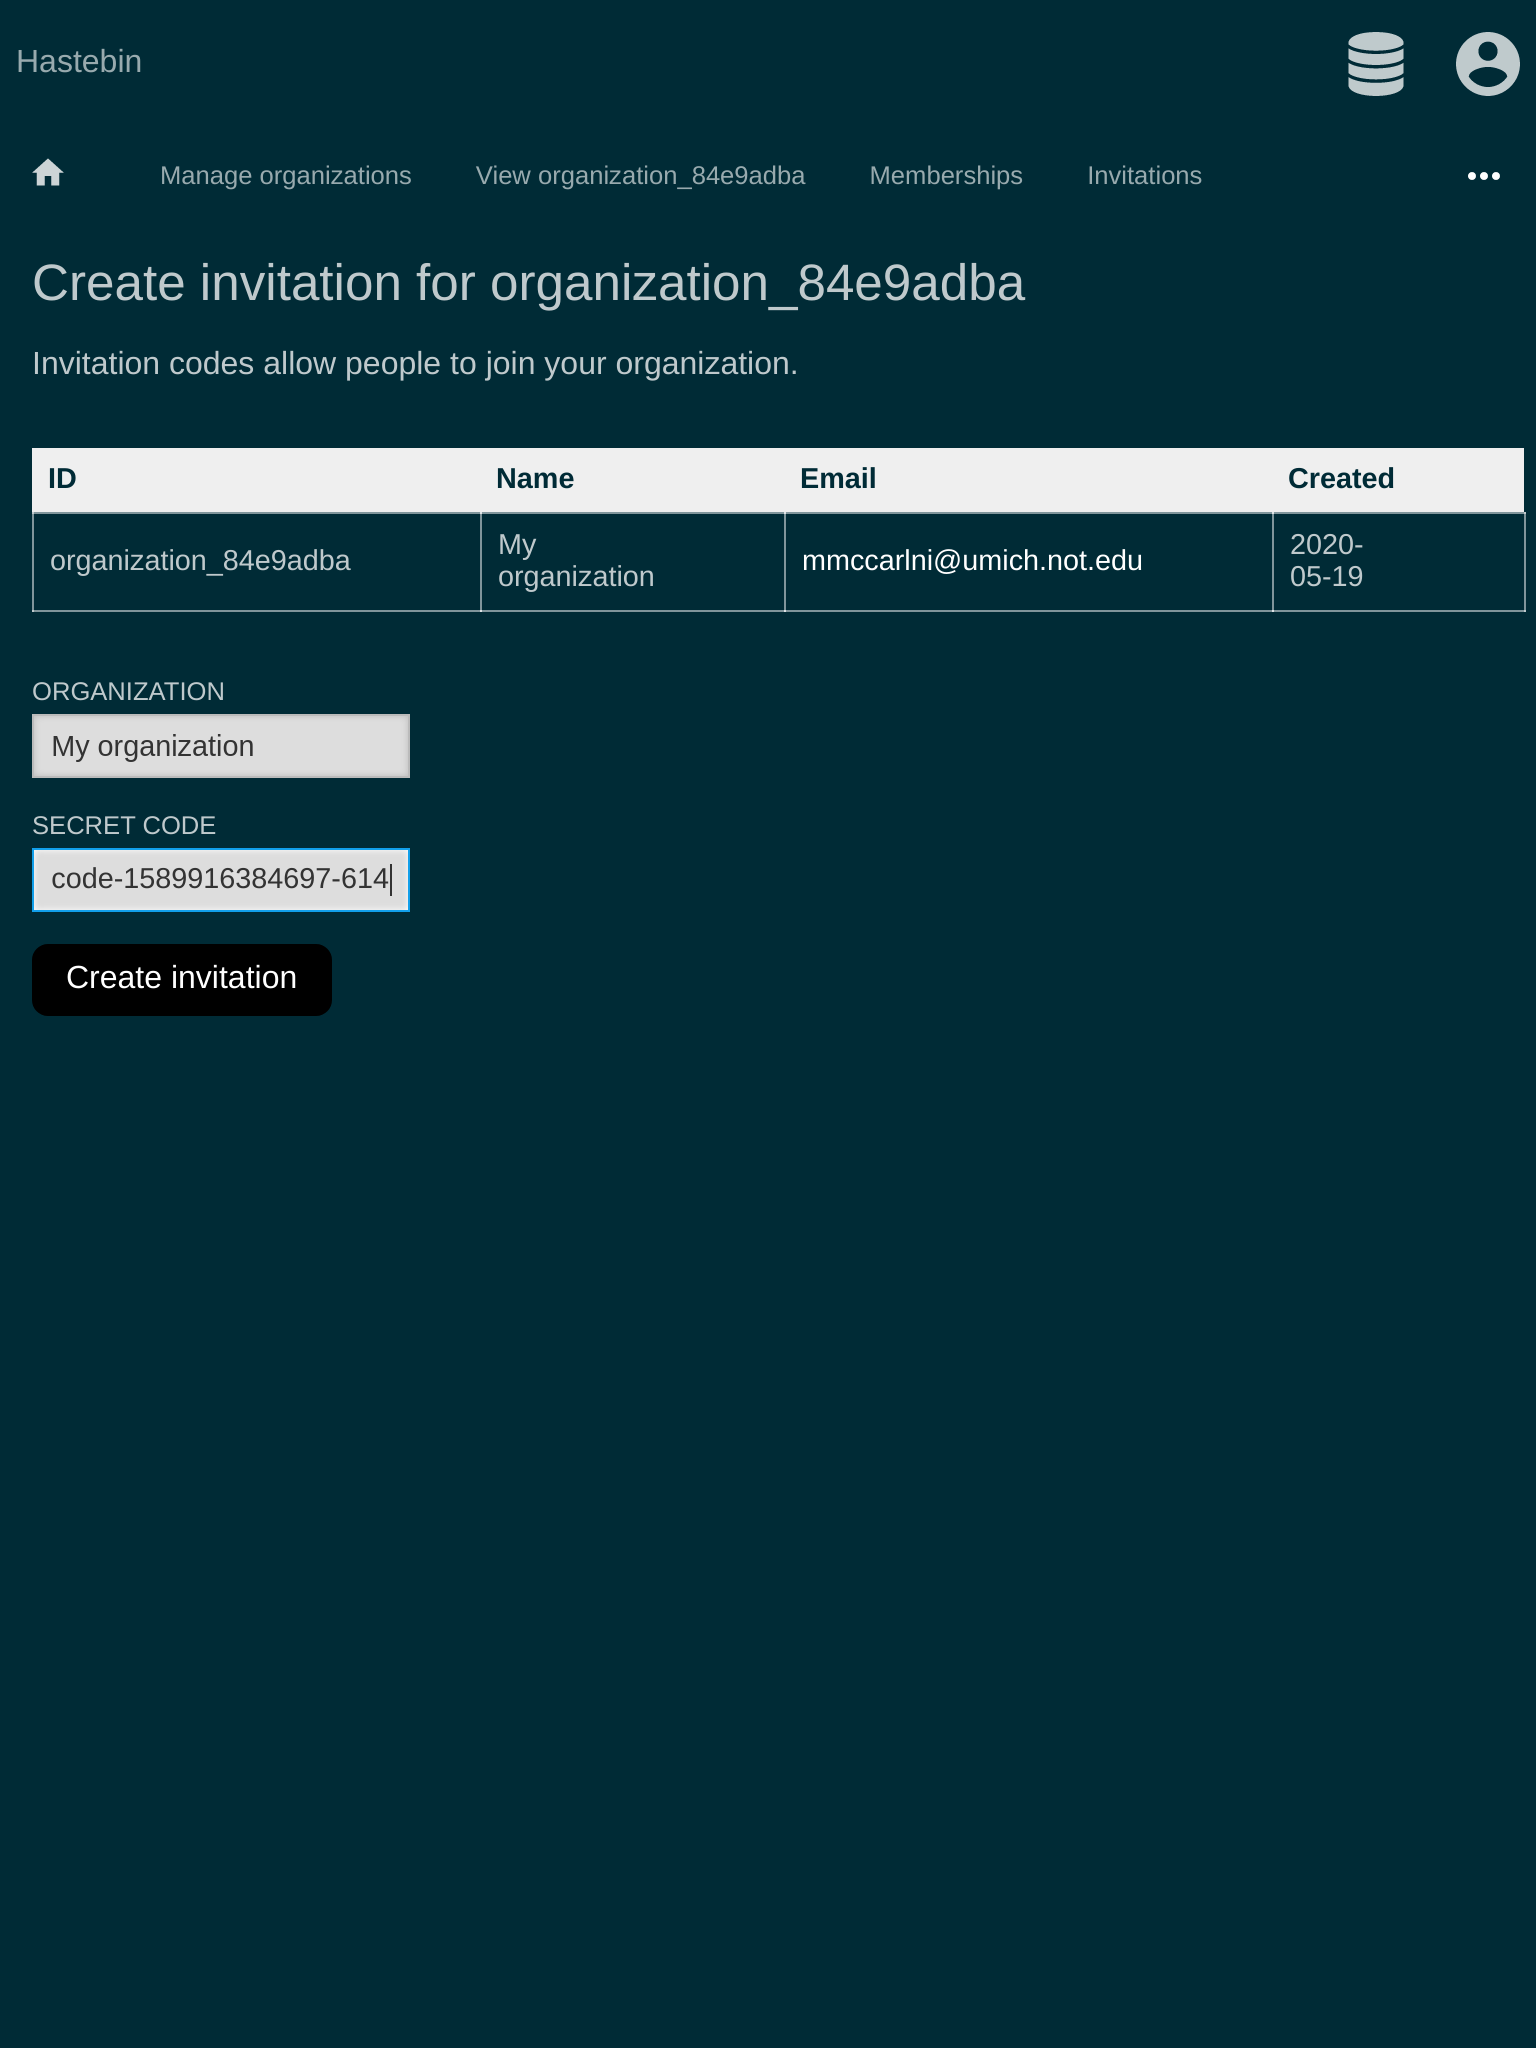 Hastebin
Manage organizations View organization_84e9adba Memberships Invitations
Create invitation for organization_84e9adba
Invitation codes allow people to join your organization.
ID Name Email Created
organization_84e9adba My organization mmccarlni@umich.not.edu 2020-05-19
ORGANIZATION
My organization
SECRET CODE
code-1589916384697-614
Create invitation